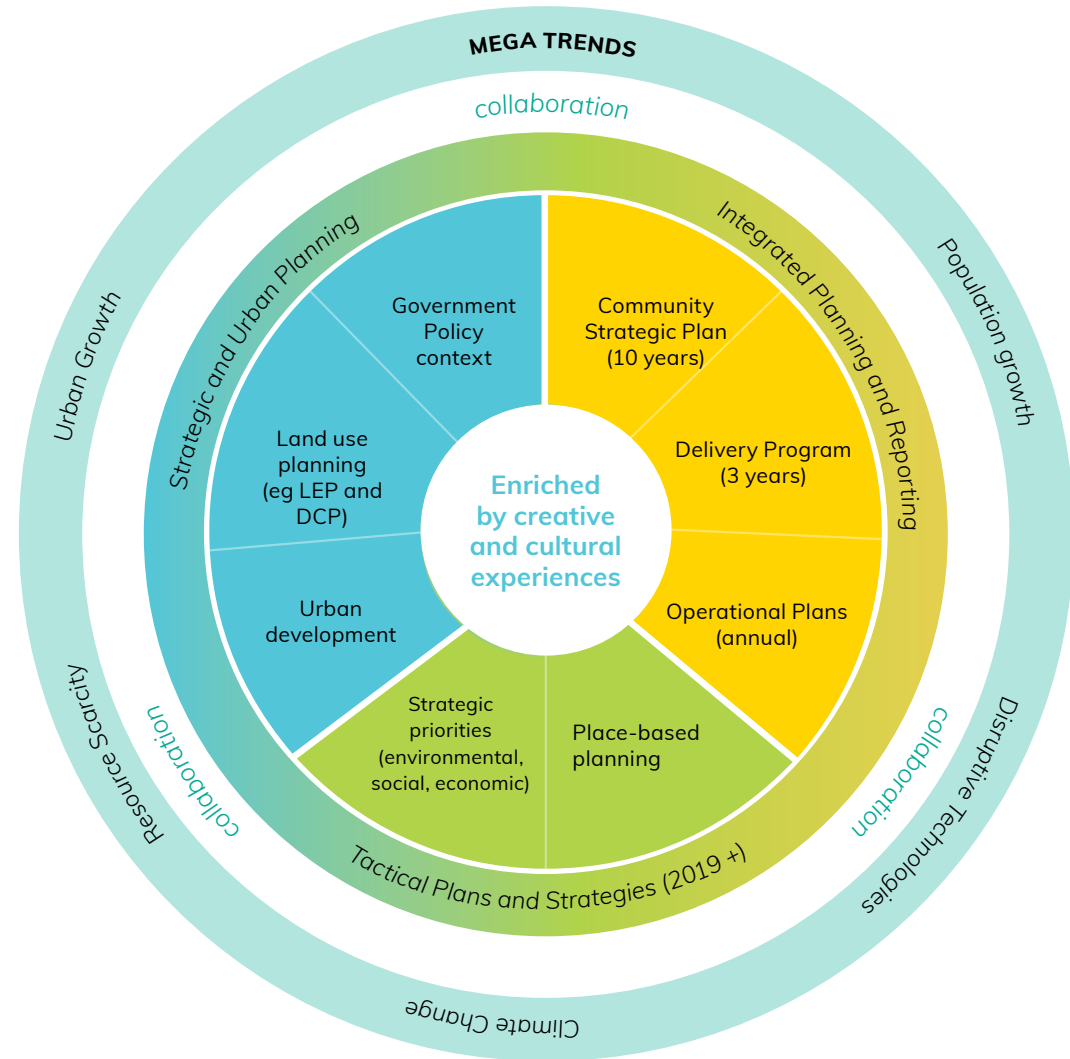 MEGA TRENDS
collaboration
Strategic and Urban Planning
Integrated Planning and Reporting
Urban Growth
Population growth
Government
Policy
context
Community
Strategic Plan
(10 years)
Land use
planning
(eg LEP and
DCP)
Delivery Program
(3 years)
Enriched
by creative
and cultural
experiences
Urban
development
Operational Plans
(annual)
Strategic
priorities
(environmental,
social, economic)
Place-based
planning
Resource Scarcity
collaboration
collaboration
Disruptive Technologies
Tactical Plans and Strategies (2019 +)
Climate Change